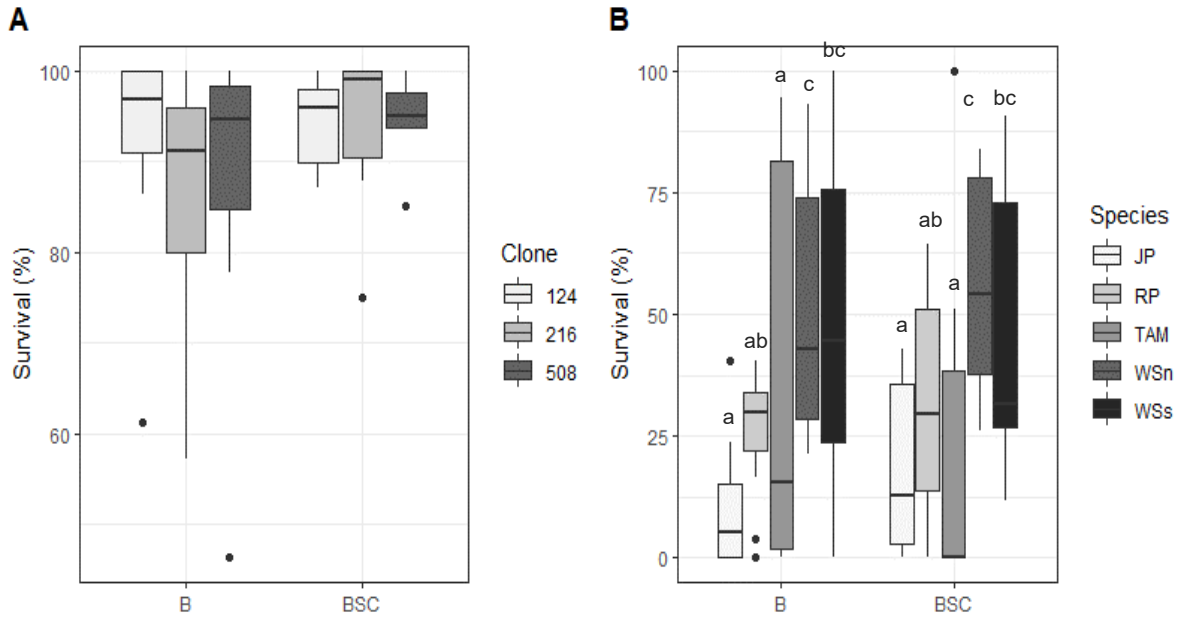 A
Survival (%)
100
80
60
B
BSC
Clone
124
216
508
B
Survival (%)
100
75
50
25
0
a
ab
a
c
bc
a
ab
a
c
bc
B
BSC
Species
JP
RP
TAM
WSn
WSs